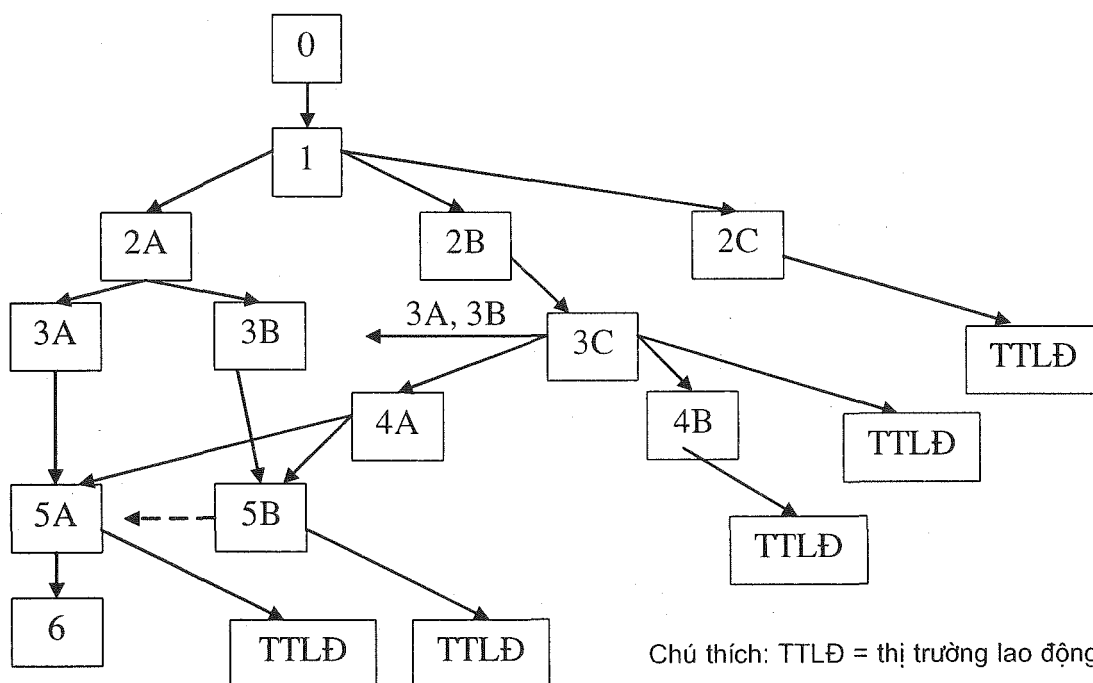 0
1
2A
2B
2C
3A
3B
3A, 3B
3C
TTLĐ
4A
4B
TTLĐ
5A
5B
TTLĐ
6
TTLĐ
TTLĐ
Chú thích: TTLĐ = thị trường lao động